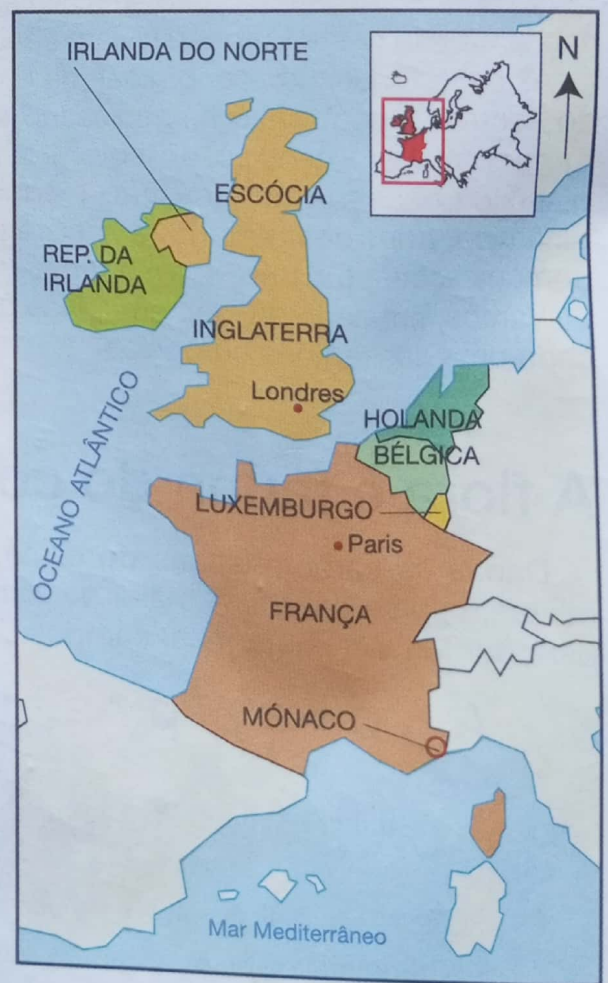 IRLANDA DO NORTE
N
ESCÓCIA
REP. DA
IRLANDA
INGLATERRA
Londres
OCEANO ATLÂNTICO
HOLANDA
BÉLGICA
LUXEMBURGO
Paris
FRANÇA
MÓNACO
Mar Mediterrâneo